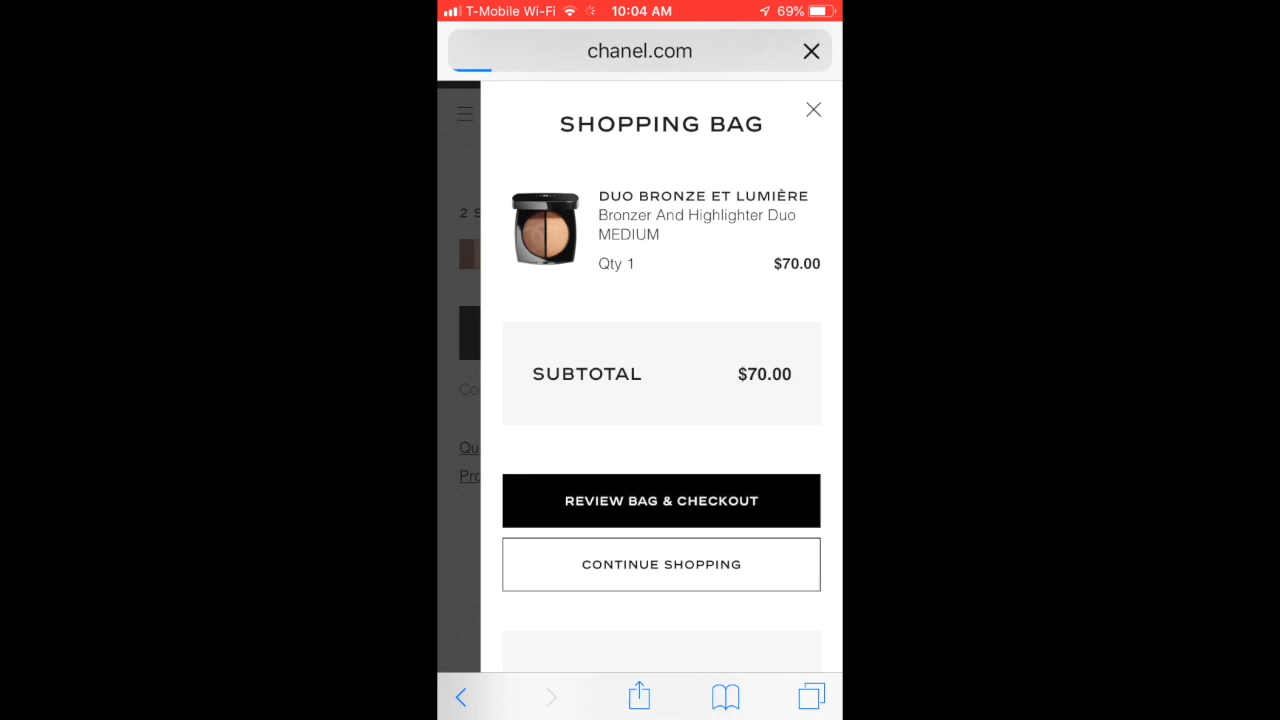 T-Mobile Wi-Fi 10:04 AM 69%
chanel.com
SHOPPING BAG
DUO BRONZE ET LUMIÈRE
Bronzer And Highlighter Duo
MEDIUM
Qty 1 $70.00
SUBTOTAL $70.00
REVIEW BAG & CHECKOUT
CONTINUE SHOPPING